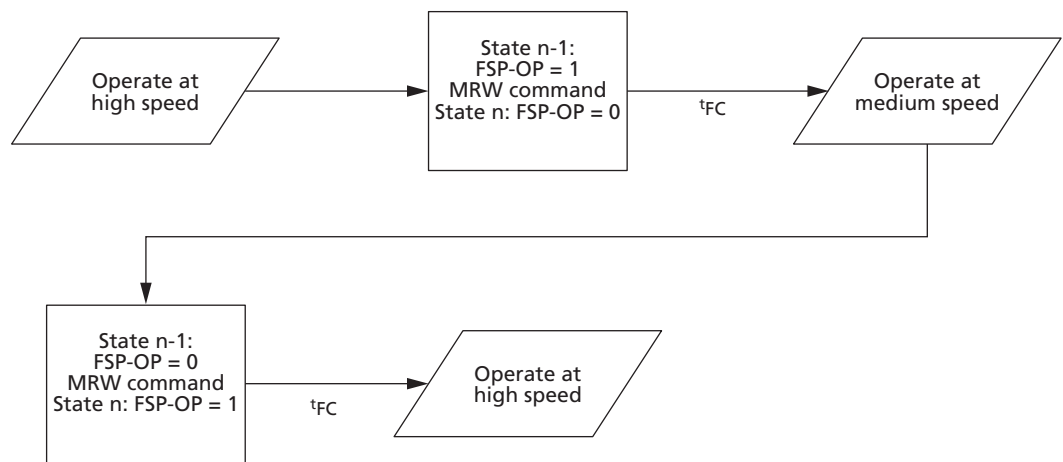 Operate at
high speed
State n-1:
FSP-OP = 1
MRW command
State n: FSP-OP = 0
tFC
Operate at
medium speed
State n-1:
FSP-OP = 0
MRW command
State n: FSP-OP = 1
tFC
Operate at
high speed